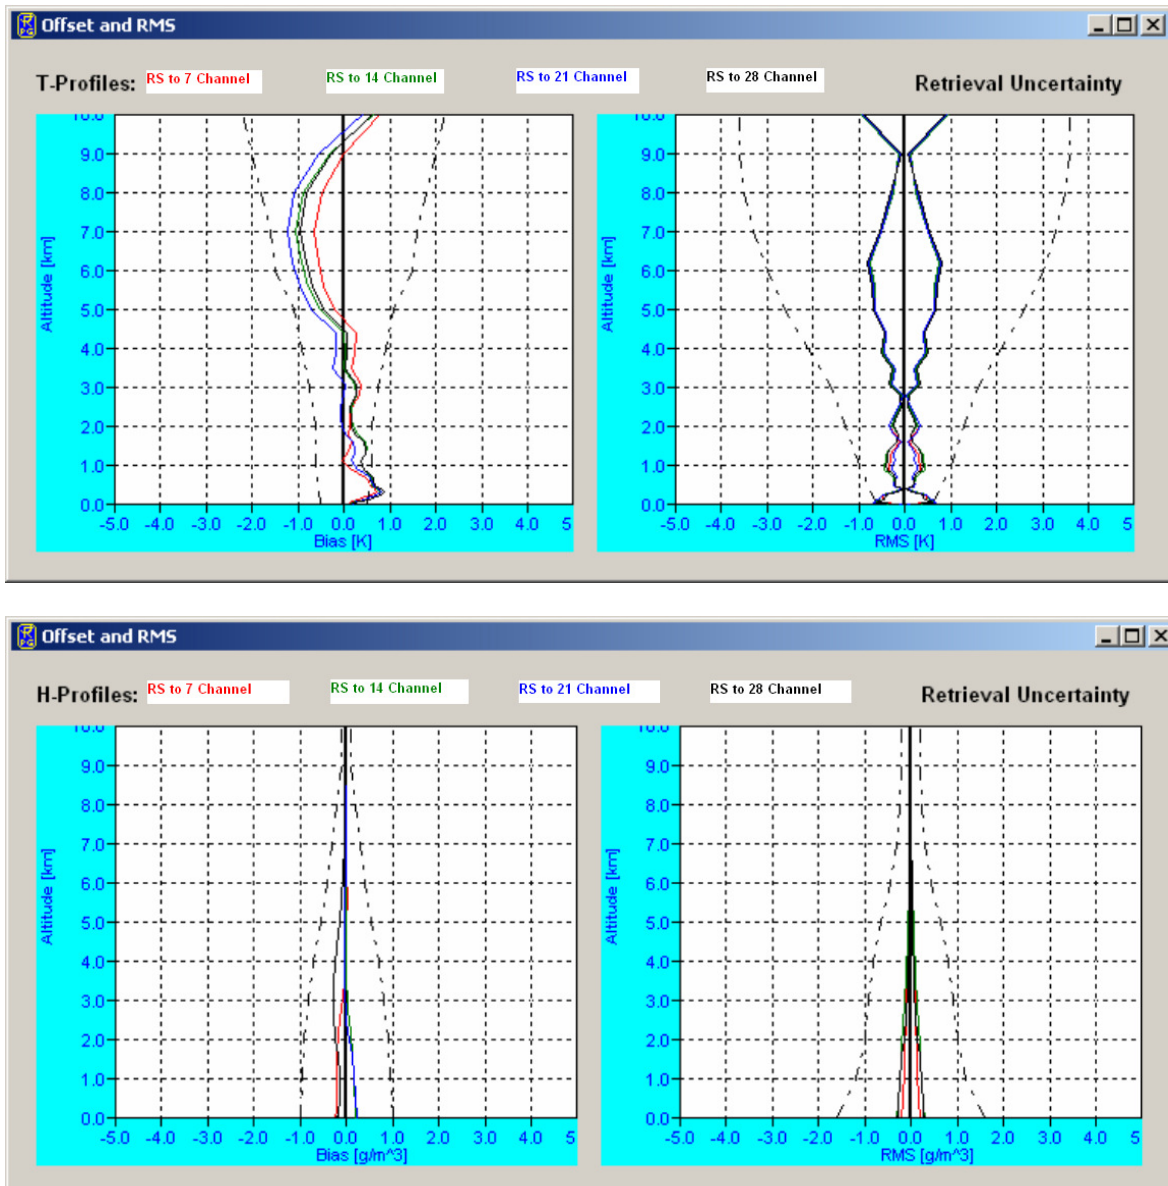 Offset and RMS
T-Profiles: RS to 7 Channel RS to 14 Channel RS to 21 Channel RS to 28 Channel Retrieval Uncertainty
10.0 10.0
9.0 9.0
8.0 8.0
7.0 7.0
6.0 6.0
5.0 5.0
4.0 4.0
3.0 3.0
2.0 2.0
1.0 1.0
0.0 0.0
Altitude [km] Altitude [km]
-5.0 -4.0 -3.0 -2.0 -1.0 0.0 1.0 2.0 3.0 4.0 5 -5.0 -4.0 -3.0 -2.0 -1.0 0.0 1.0 2.0 3.0 4.0 5
Bias [K] RMS [K]
Offset and RMS
H-Profiles: RS to 7 Channel RS to 14 Channel RS to 21 Channel RS to 28 Channel Retrieval Uncertainty
10.0 10.0
9.0 9.0
8.0 8.0
7.0 7.0
6.0 6.0
5.0 5.0
4.0 4.0
3.0 3.0
2.0 2.0
1.0 1.0
0.0 0.0
Altitude [km] Altitude [km]
-5.0 -4.0 -3.0 -2.0 -1.0 0.0 1.0 2.0 3.0 4.0 5 -5.0 -4.0 -3.0 -2.0 -1.0 0.0 1.0 2.0 3.0 4.0 5
Bias [g/m^3] RMS [g/m^3]